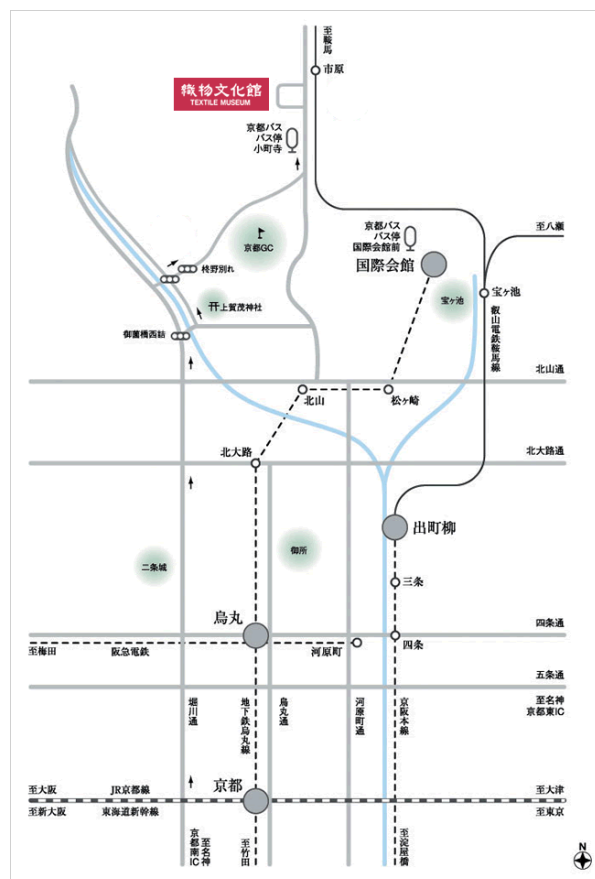 至鞍馬
市原
織物文化館
TEXTILE MUSEUM
京都バス
バス停
小町寺
京都バス
バス停
国際会館前
至八瀬
京都GC
国際会館
柊野別れ
宝ヶ池
宝ヶ池
上賀茂神社
叡山電鉄鞍馬線
御薗橋西詰
北山通
北山
松ヶ崎
北大路
北大路通
出町柳
御所
二条城
三条
烏丸
四条通
至梅田
阪急電鉄
河原町
四条
五条通
堀川通
地下鉄烏丸線
烏丸通
河原町通
京阪本線
至名神
京都東IC
京都
至大阪
JR京都線
至大津
至新大阪
東海道新幹線
至東京
京都南IC
至名神
至竹田
至淀屋橋
N